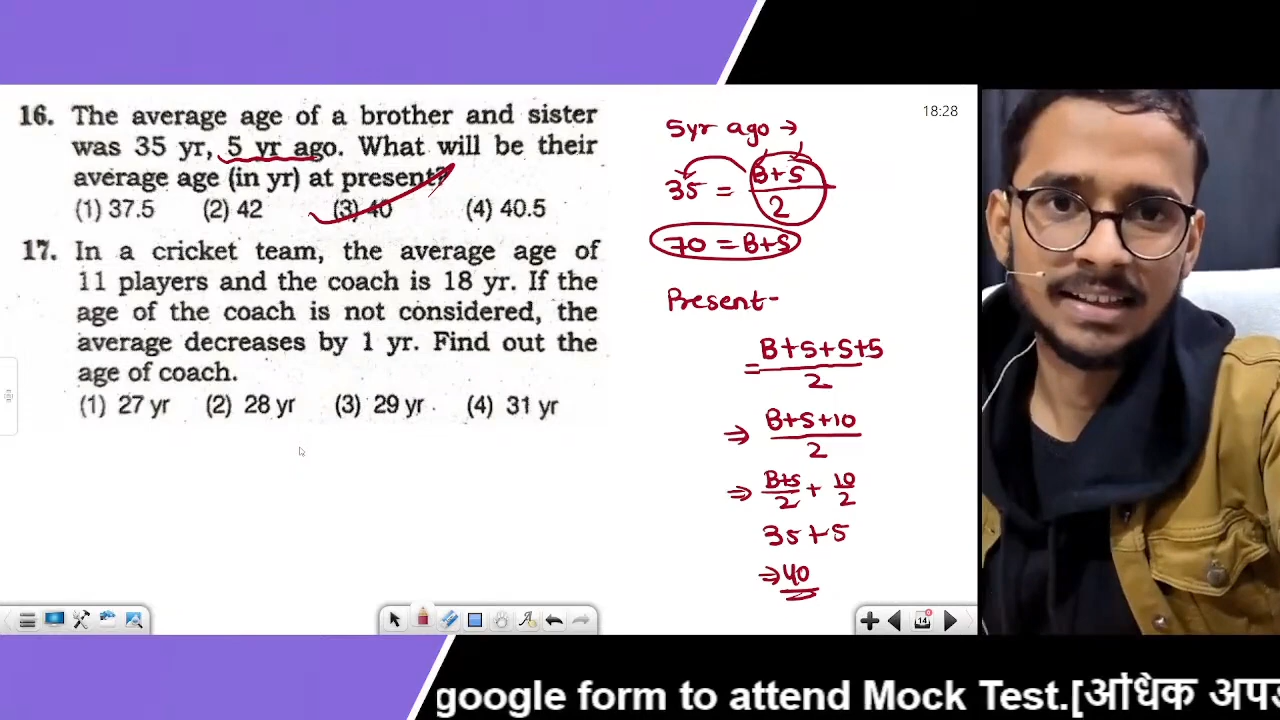 16. The average age of a brother and sister
was 35 yr, 5 yr ago. What will be their
average age (in yr) at present?
(1) 37.5 (2) 42 (3) 40 (4) 40.5
17. In a cricket team, the average age of
11 players and the coach is 18 yr. If the
age of the coach is not considered, the
average decreases by 1 yr. Find out the
age of coach.
(1) 27 yr (2) 28 yr (3) 29 yr (4) 31 yr
18:28
5yr ago →
35 = B+S
2
70 = B+S
Present-
= B+S+5+5
2
⇒ B+S+10
2
⇒ B+S + 10
2 2
35+5
⇒40
14
google form to attend Mock Test.[अधिक